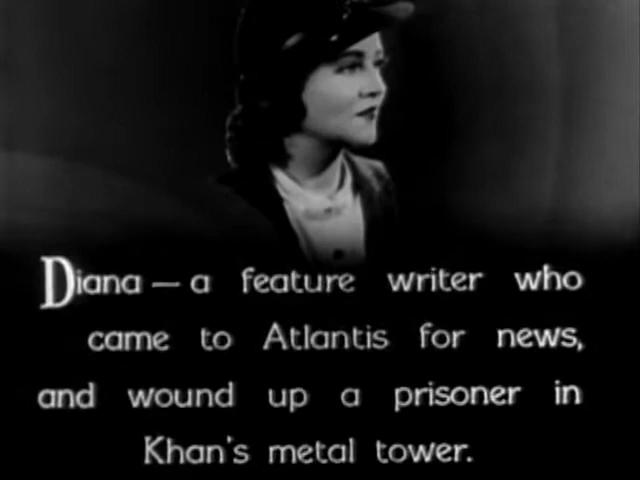 Diana — a feature writer who
came to Atlantis for news,
and wound up a prisoner in
Khan's metal tower.